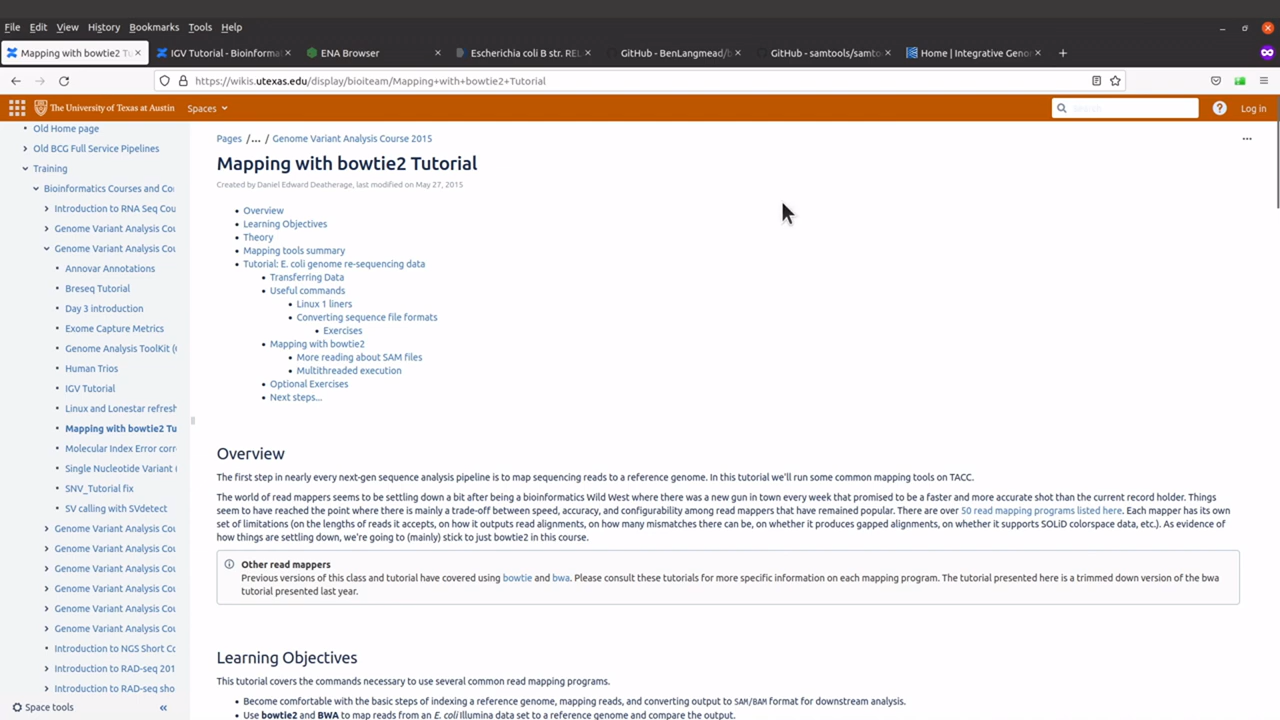 File Edit View History Bookmarks Tools Help
Mapping with bowtie2 Tu
IGV Tutorial - Bioinforma
ENA Browser
Escherichia coli B str. REL
GitHub - BenLangmead/b
GitHub - samtools/samto
Home | Integrative Geno
https://wikis.utexas.edu/display/bioiteam/Mapping+with+bowtie2+Tutorial
The University of Texas at Austin Spaces Search Log in
Old Home page
Old BCG Full Service Pipelines
Training
Bioinformatics Courses and Co
Introduction to RNA Seq Cou
Genome Variant Analysis Cou
Genome Variant Analysis Cou
Annovar Annotations
Breseq Tutorial
Day 3 introduction
Exome Capture Metrics
Genome Analysis ToolKit (
Human Trios
IGV Tutorial
Linux and Lonestar refresh
Mapping with bowtie2 Tu
Molecular Index Error corr
Single Nucleotide Variant
SNV_Tutorial fix
SV calling with SVdetect
Genome Variant Analysis Cou
Genome Variant Analysis Cou
Genome Variant Analysis Cou
Genome Variant Analysis Cou
Genome Variant Analysis Cou
Genome Variant Analysis Cou
Introduction to NGS Short Co
Introduction to RAD-seq 201
Introduction to RAD-seq sho
Space tools
Pages /... / Genome Variant Analysis Course 2015
Mapping with bowtie2 Tutorial
Created by Daniel Edward Deatherage, last modified on May 27, 2015
• Overview
• Learning Objectives
• Theory
• Mapping tools summary
• Tutorial: E. coli genome re-sequencing data
• Transferring Data
• Useful commands
• Linux 1 liners
• Converting sequence file formats
• Exercises
• Mapping with bowtie2
• More reading about SAM files
• Multithreaded execution
• Optional Exercises
• Next steps...
Overview
The first step in nearly every next-gen sequence analysis pipeline is to map sequencing reads to a reference genome. In this tutorial we'll run some common mapping tools on TACC.
The world of read mappers seems to be settling down a bit after being a bioinformatics Wild West where there was a new gun in town every week that promised to be a faster and more accurate shot than the current record holder. Things
seem to have reached the point where there is mainly a trade-off between speed, accuracy, and configurability among read mappers that have remained popular. There are over 50 read mapping programs listed here. Each mapper has its own
set of limitations (on the lengths of reads it accepts, on how it outputs read alignments, on how many mismatches there can be, on whether it produces gapped alignments, on whether it supports SOLiD colorspace data, etc.). As evidence of
how things are settling down, we're going to (mainly) stick to just bowtie2 in this course.
Other read mappers
Previous versions of this class and tutorial have covered using bowtie and bwa. Please consult these tutorials for more specific information on each mapping program. The tutorial presented here is a trimmed down version of the bwa
tutorial presented last year.
Learning Objectives
This tutorial covers the commands necessary to use several common read mapping programs.
• Become comfortable with the basic steps of indexing a reference genome, mapping reads, and converting output to SAM/BAM format for downstream analysis.
• Use bowtie2 and BWA to map reads from an E. coli Illumina data set to a reference genome and compare the output.